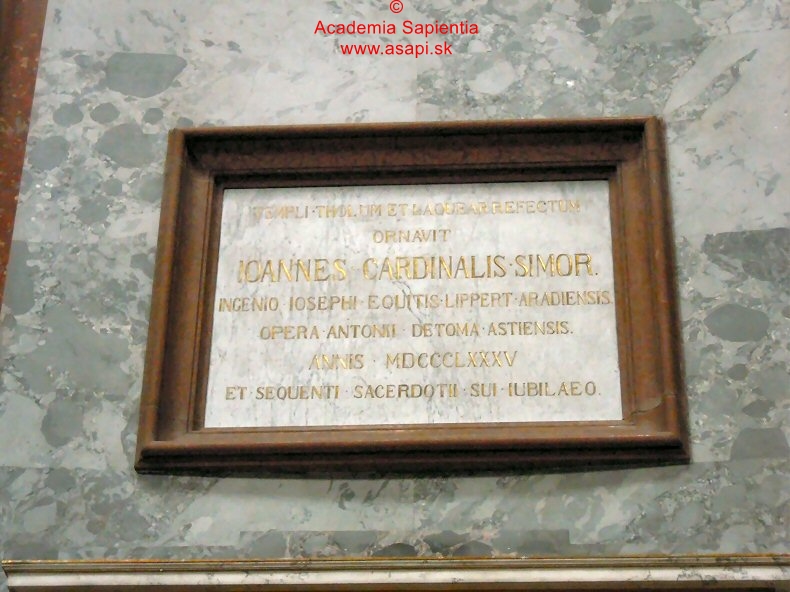 ©
Academia Sapientia
www.asapi.sk
TEMPLI·THOLUM ET LAQUEAR REFECTUM
ORNAVIT
IOANNES·CARDINALIS·SIMOR.
INGENIO IOSEPHI·EQUITIS·LIPPERT·ARADIENSIS.
OPERA·ANTONII DETOMA·ASTIENSIS.
ANNIS MDCCCLXXXV
ET·SEQUENTI SACERDOTII·SUI·IUBILAEO.